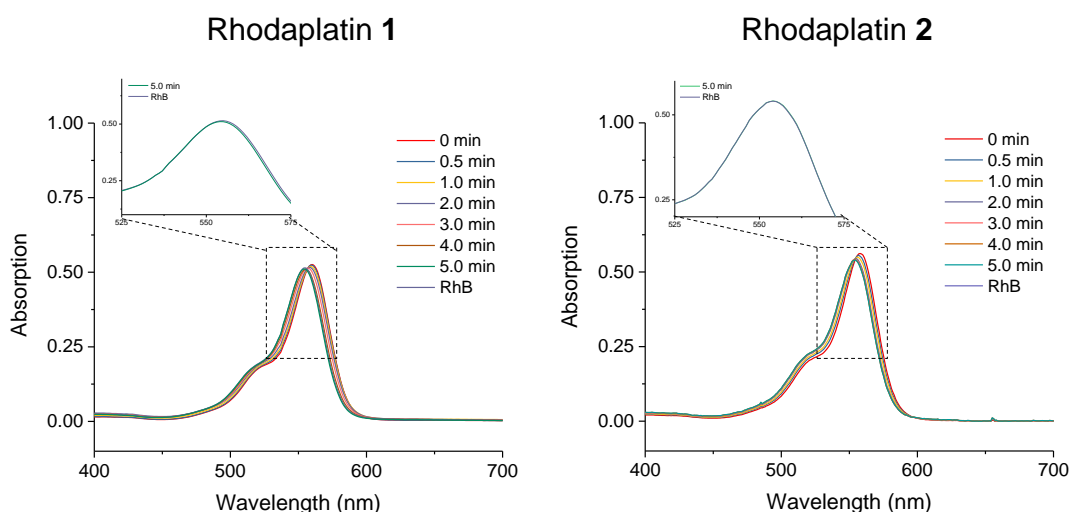 Rhodaplatin 1
5.0 min
RhB
0.50
0.25
525
550
575
1.00
0.75
0.50
0.25
0.00
0 min
0.5 min
1.0 min
2.0 min
3.0 min
4.0 min
5.0 min
RhB
Absorption
400
500
600
700
Wavelength (nm)
Rhodaplatin 2
5.0 min
RhB
0.50
0.25
525
550
575
1.00
0.75
0.50
0.25
0.00
0 min
0.5 min
1.0 min
2.0 min
3.0 min
4.0 min
5.0 min
RhB
Absorption
400
500
600
700
Wavelength (nm)